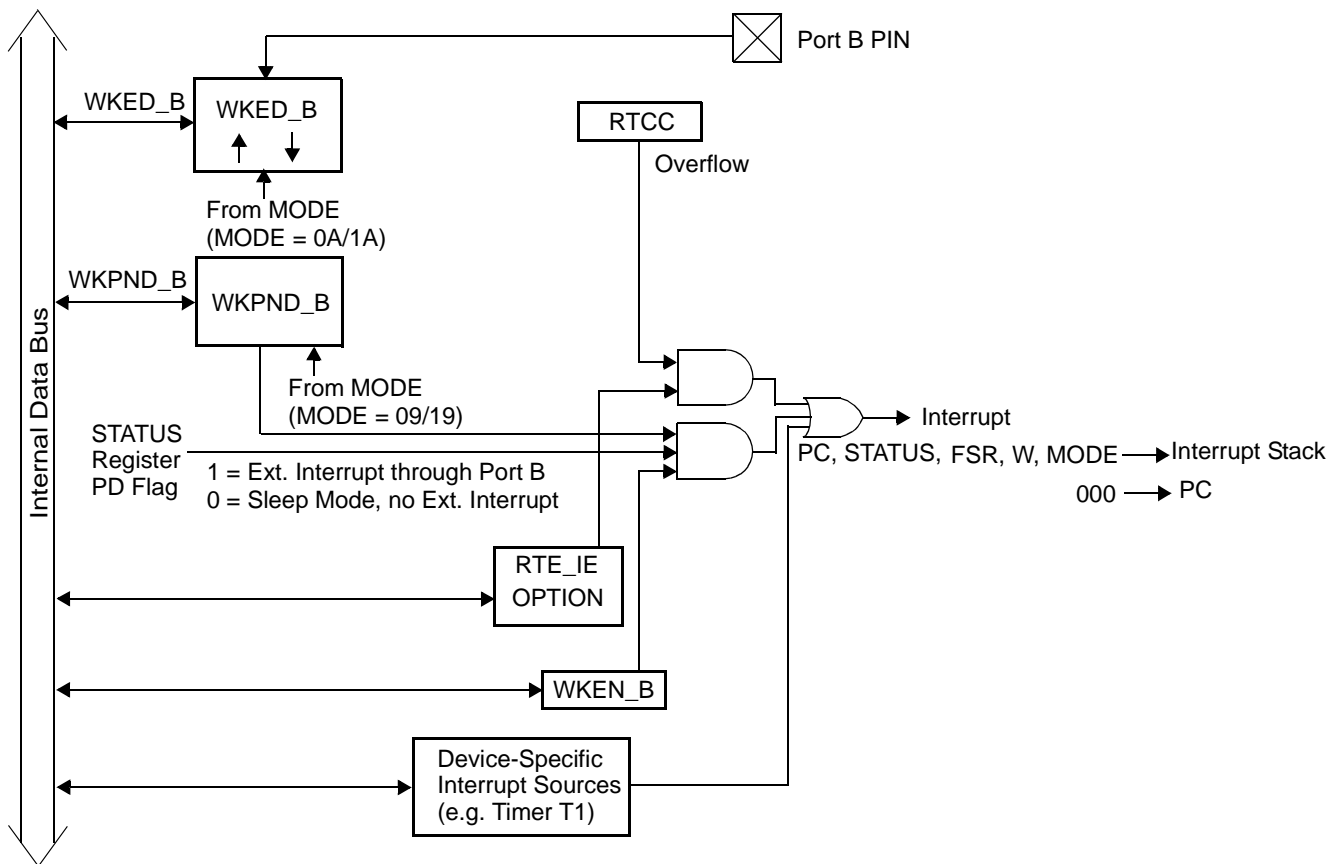 Port B PIN
WKED_B
WKED_B
RTCC
Overflow
From MODE
(MODE = 0A/1A)
WKPND_B
WKPND_B
Internal Data Bus
From MODE
(MODE = 09/19)
Interrupt
STATUS
Register
PD Flag
1 = Ext. Interrupt through Port B
0 = Sleep Mode, no Ext. Interrupt
PC, STATUS, FSR, W, MODE
Interrupt Stack
000
PC
RTE_IE
OPTION
WKEN_B
Device-Specific
Interrupt Sources
(e.g. Timer T1)